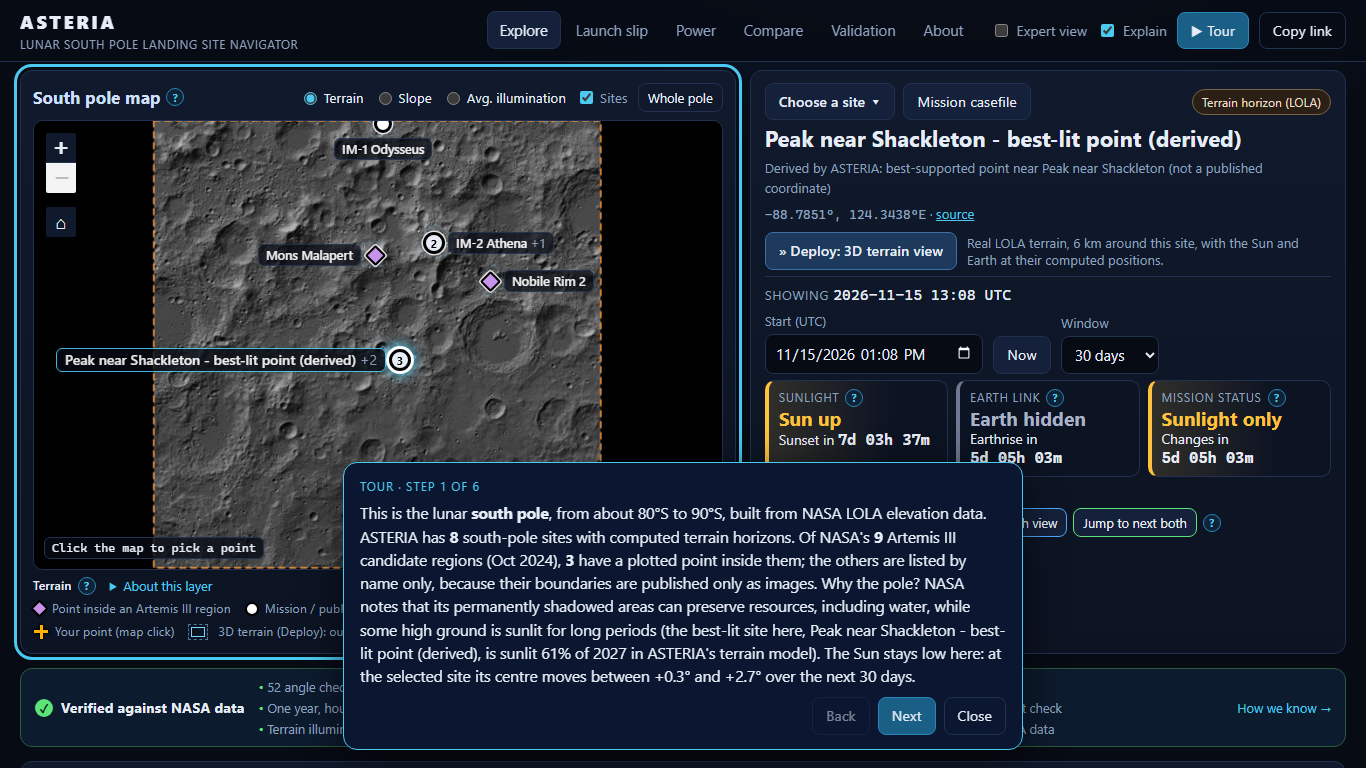 ASTERIA
LUNAR SOUTH POLE LANDING SITE NAVIGATOR
Explore
Launch slip
Power
Compare
Validation
About
Expert view
Explain
▶ Tour
Copy link
South pole map ?
Terrain
Slope
Avg. illumination
Sites
Whole pole
+
−
⌂
IM-1 Odysseus
Mons Malapert
2
IM-2 Athena +1
Nobile Rim 2
Peak near Shackleton - best-lit point (derived) +2
3
Click the map to pick a point
Terrain ? ▶ About this layer
Point inside an Artemis III region
Mission / publ
Your point (map click)
3D terrain (Deploy): ou
Choose a site ▼
Mission casefile
Terrain horizon (LOLA)
Peak near Shackleton - best-lit point (derived)
Derived by ASTERIA: best-supported point near Peak near Shackleton (not a published
coordinate)
−88.7851°, 124.3438°E · source
» Deploy: 3D terrain view
Real LOLA terrain, 6 km around this site, with the Sun and
Earth at their computed positions.
SHOWING 2026−11−15 13:08 UTC
Start (UTC)
Window
11/15/2026 01:08 PM
Now
30 days
SUNLIGHT ?
Sun up
Sunset in 7d 03h 37m
EARTH LINK ?
Earth hidden
Earthrise in
5d 05h 03m
MISSION STATUS ?
Sunlight only
Changes in
5d 05h 03m
h view
Jump to next both
?
TOUR · STEP 1 OF 6
This is the lunar south pole, from about 80°S to 90°S, built from NASA LOLA elevation data.
ASTERIA has 8 south-pole sites with computed terrain horizons. Of NASA's 9 Artemis III
candidate regions (Oct 2024), 3 have a plotted point inside them; the others are listed by
name only, because their boundaries are published only as images. Why the pole? NASA
notes that its permanently shadowed areas can preserve resources, including water, while
some high ground is sunlit for long periods (the best-lit site here, Peak near Shackleton - best-
lit point (derived), is sunlit 61% of 2027 in ASTERIA's terrain model). The Sun stays low here: at
the selected site its centre moves between +0.3° and +2.7° over the next 30 days.
Back
Next
Close
Verified against NASA data
• 52 angle chec
• One year, hou
• Terrain illumin
t check
A data
How we know →